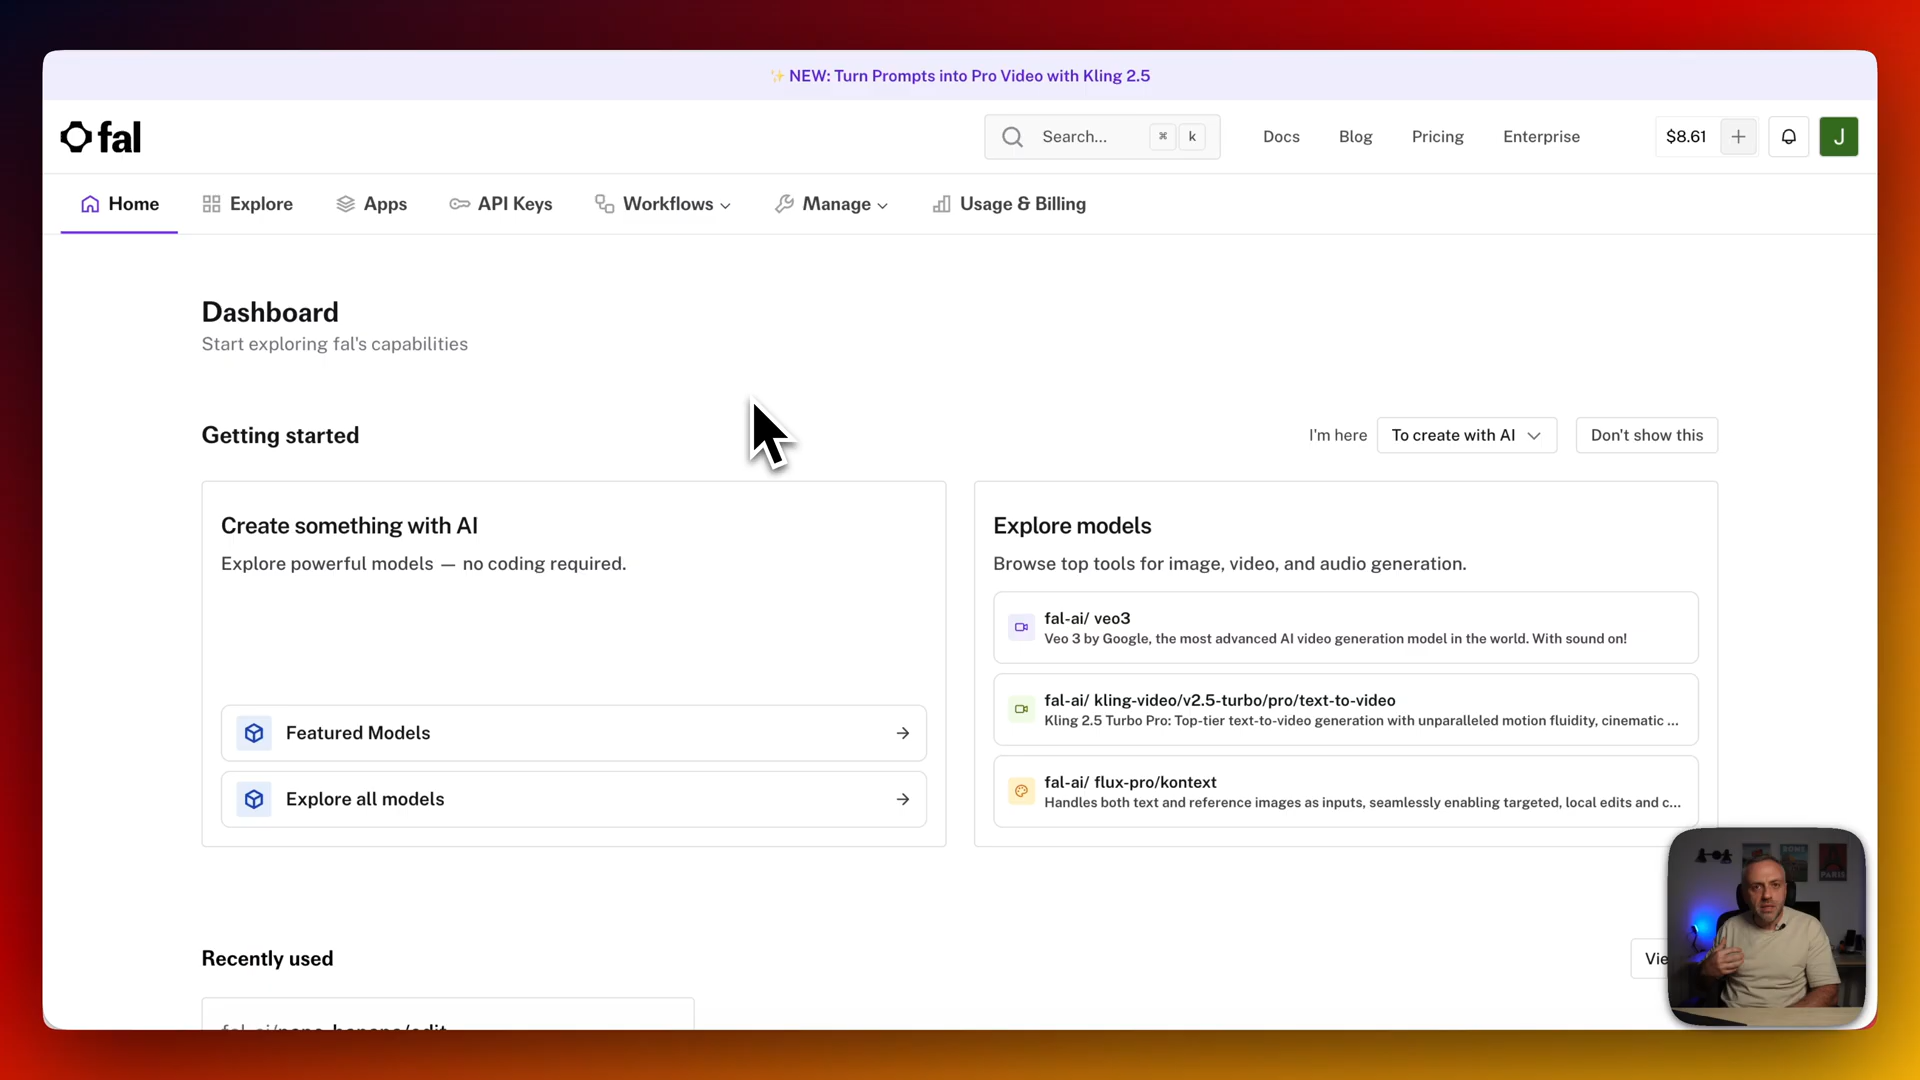 ✨ NEW: Turn Prompts into Pro Video with Kling 2.5
fal
Search...
⌘
k
Docs
Blog
Pricing
Enterprise
$8.61
J
Home
Explore
Apps
API Keys
Workflows
Manage
Usage & Billing
Dashboard
Start exploring fal's capabilities
Getting started
I'm here
To create with AI
Don't show this
Create something with AI
Explore powerful models — no coding required.
Featured Models
Explore all models
Explore models
Browse top tools for image, video, and audio generation.
fal-ai/ veo3
Veo 3 by Google, the most advanced AI video generation model in the world. With sound on!
fal-ai/ kling-video/v2.5-turbo/pro/text-to-video
Kling 2.5 Turbo Pro: Top-tier text-to-video generation with unparalleled motion fluidity, cinematic ...
fal-ai/ flux-pro/kontext
Handles both text and reference images as inputs, seamlessly enabling targeted, local edits and c...
PARIS
Recently used
Vie
fal-ai/nano-banana/edit